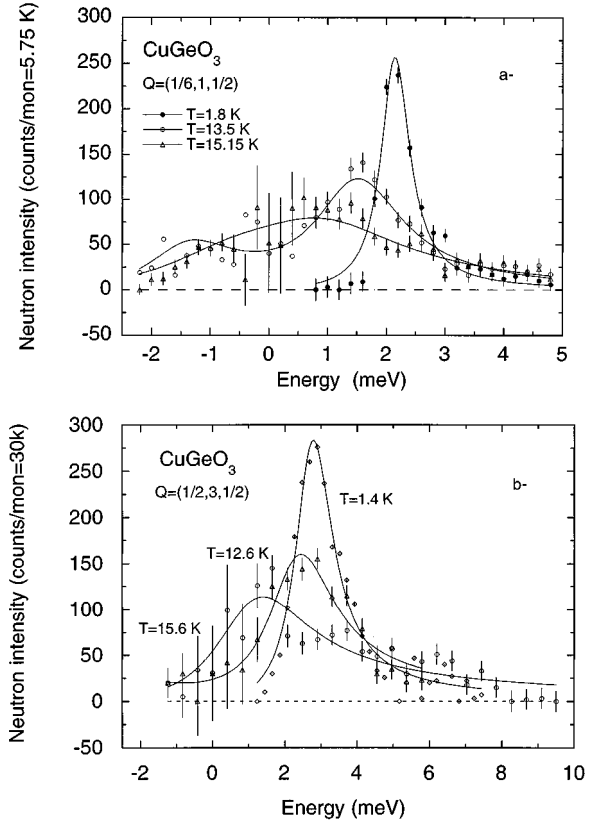 Neutron intensity (counts/mon=5.75 K)
300
250
200
150
100
50
0
-50
CuGeO3
Q=(1/6,1,1/2)
T=1.8 K
T=13.5 K
T=15.15 K
a-
-2 -1 0 1 2 3 4 5
Energy (meV)
Neutron intensity (counts/mon=30k)
300
250
200
150
100
50
0
-50
CuGeO3
Q=(1/2,3,1/2)
b-
T=1.4 K
T=12.6 K
T=15.6 K
-2 0 2 4 6 8 10
Energy (meV)